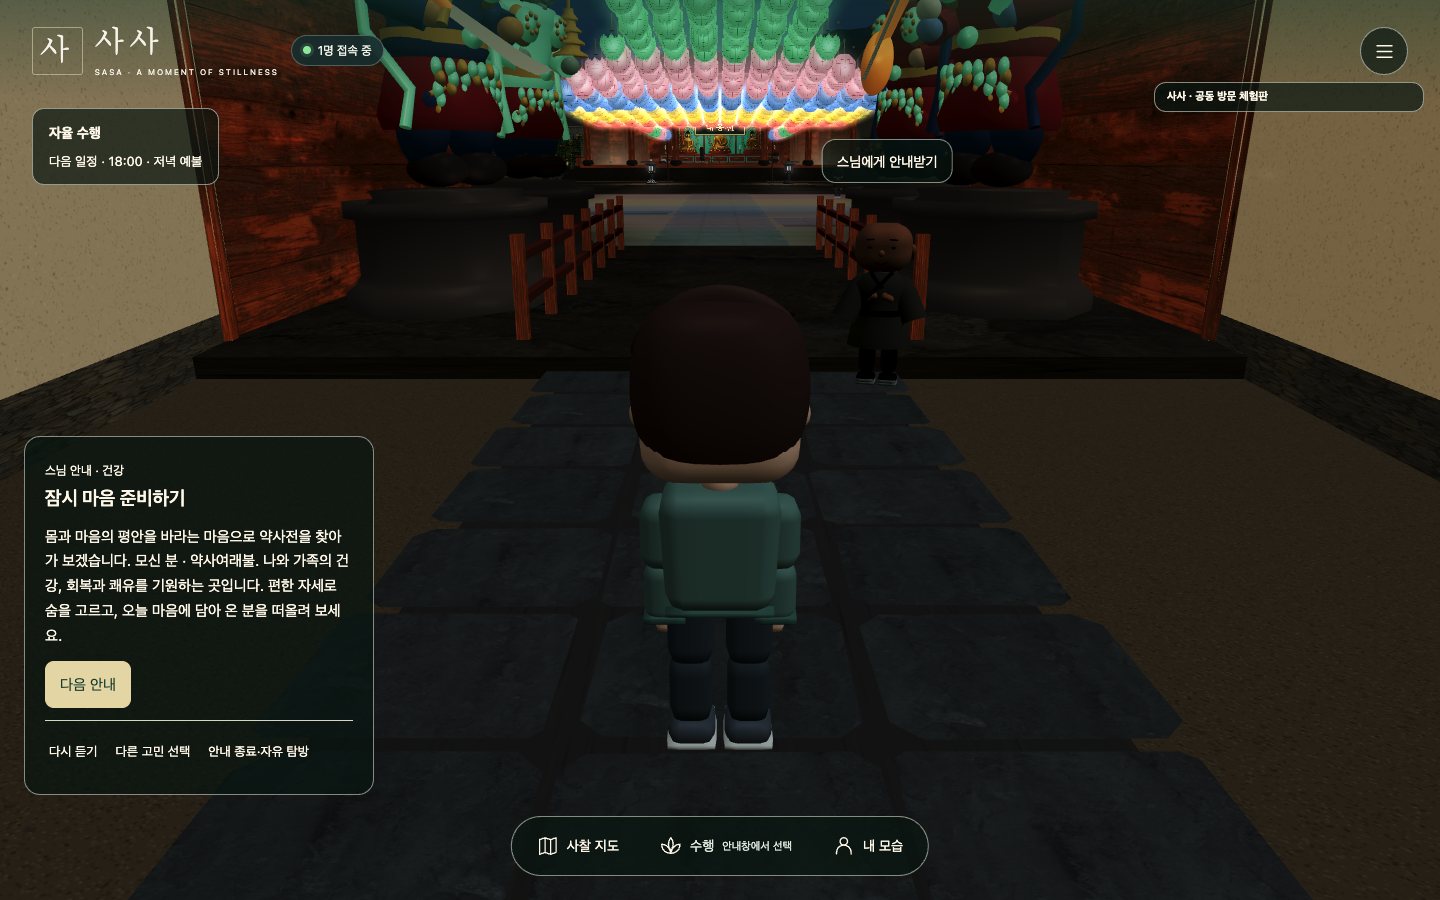 사
사사
SASA · A MOMENT OF STILLNESS
1명 접속 중
사사 · 공동 방문 체험판
자율 수행
다음 일정 · 18:00 · 저녁 예불
스님에게 안내받기
스님 안내 · 건강
잠시 마음 준비하기
몸과 마음의 평안을 바라는 마음으로 약사전을 찾아
가 보겠습니다. 모신 분 · 약사여래불. 나와 가족의 건
강, 회복과 쾌유를 기원하는 곳입니다. 편한 자세로
숨을 고르고, 오늘 마음에 담아 온 분을 떠올려 보세
요.
다음 안내
다시 듣기 다른 고민 선택 안내 종료·자유 탐방
사찰 지도 수행 안내창에서 선택 내 모습